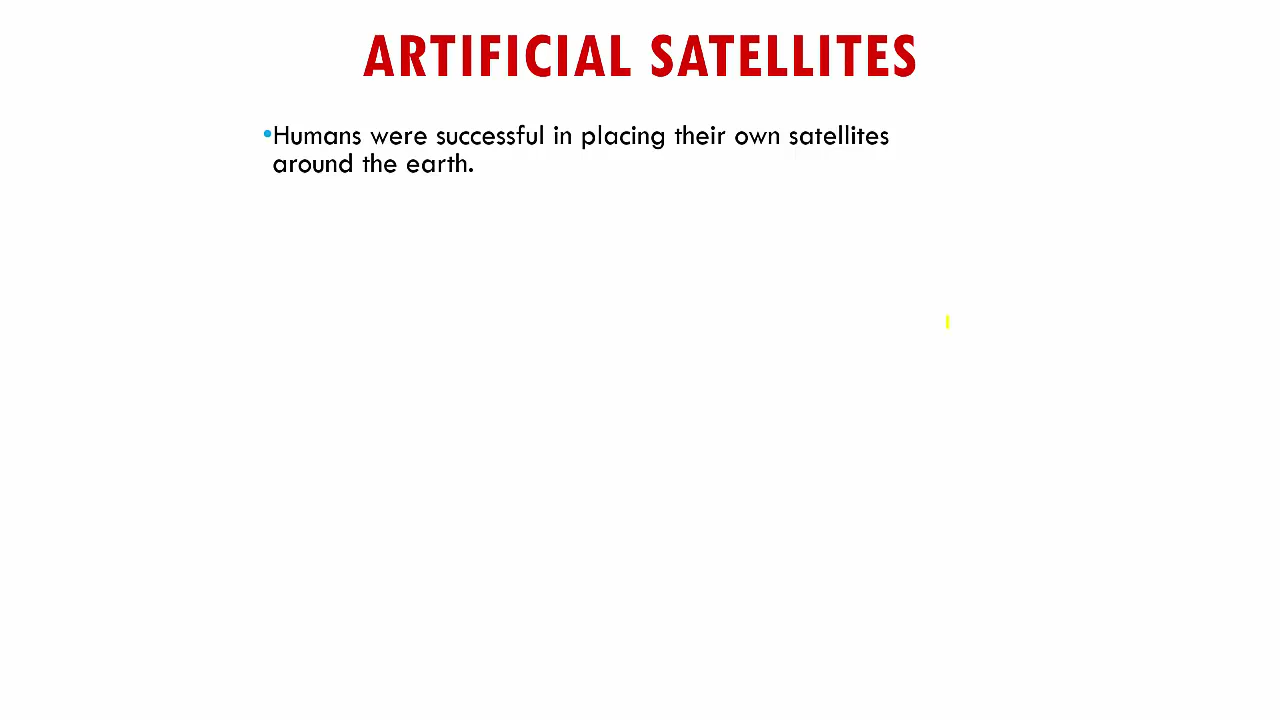 ARTIFICIAL SATELLITES
•Humans were successful in placing their own satellites
around the earth.